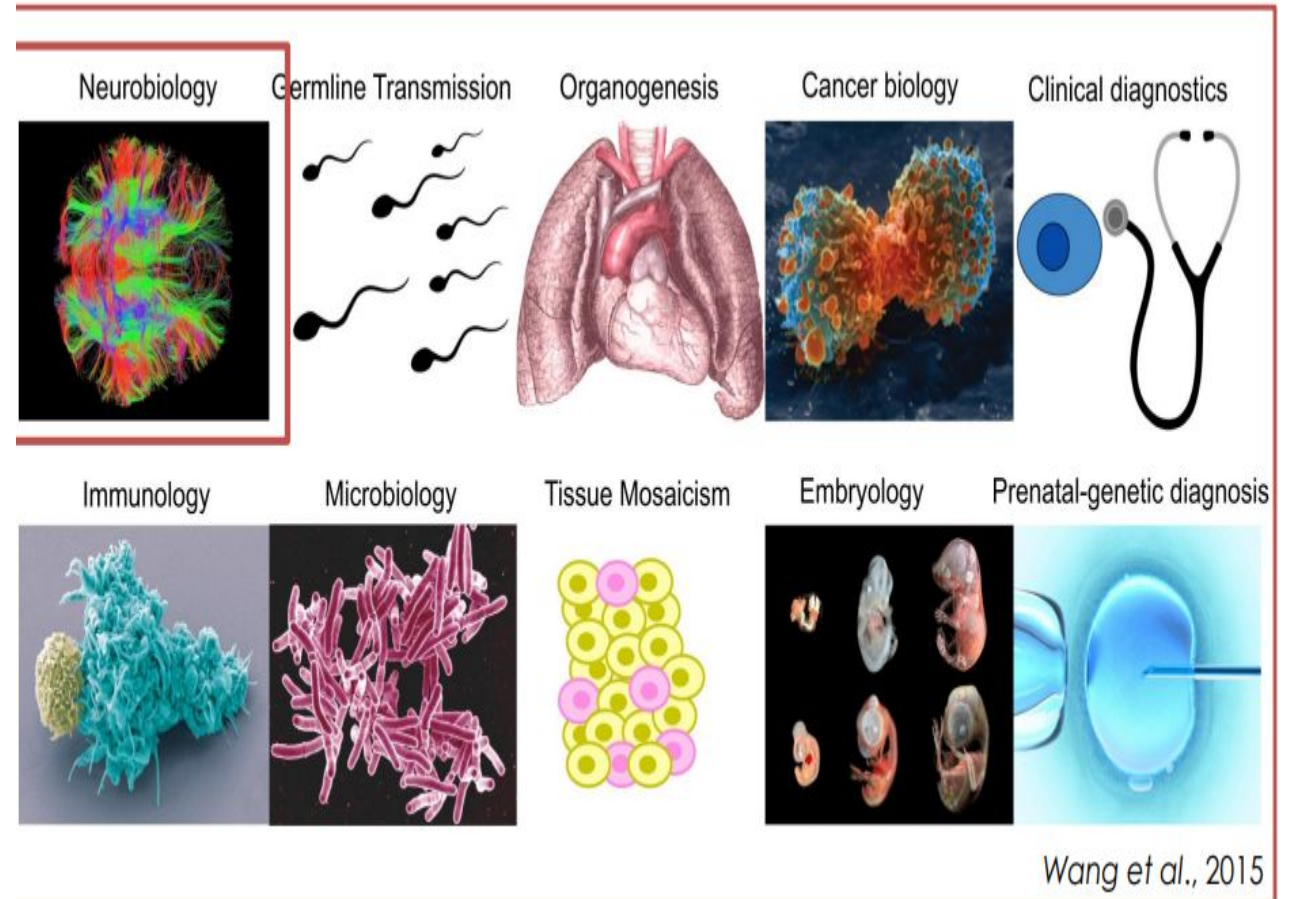 Neurobiology
Germline Transmission
Organogenesis
Cancer biology
Clinical diagnostics
Immunology
Microbiology
Tissue Mosaicism
Embryology
Prenatal-genetic diagnosis
Wang et al., 2015